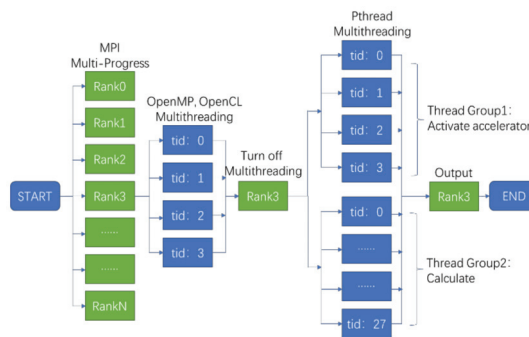 MPI
Multi-Progress
Rank0
Rank1
Rank2
Rank3
......
......
RankN
START
OpenMP, OpenCL
Multithreading
tid: 0
tid: 1
tid: 2
tid: 3
Turn off
Multithreading
Rank3
Pthread
Multithreading
tid: 0
tid: 1
tid: 2
tid: 3
tid: 0
......
......
tid: 27
Thread Group1:
Activate accelerator
Thread Group2:
Calculate
Output
Rank3
END